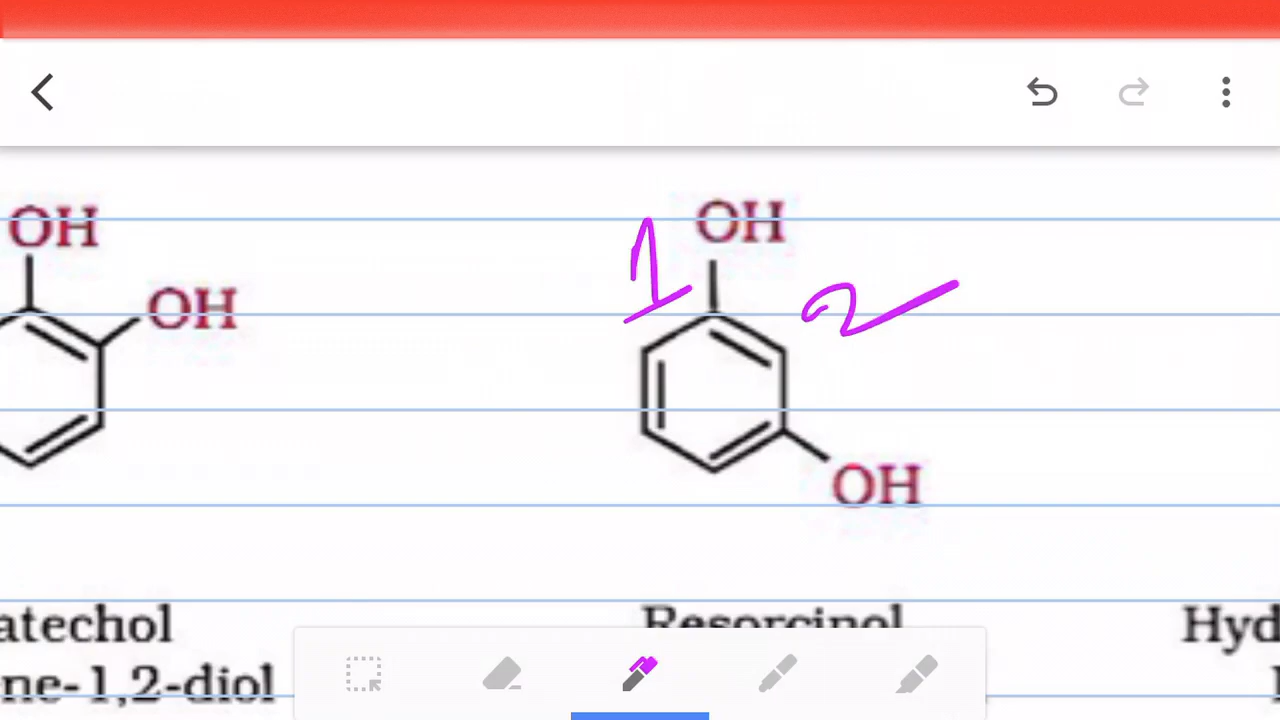 OH
OH
1
OH
2
OH
atechol
Resorcinol
Hyd
ne-1,2-diol